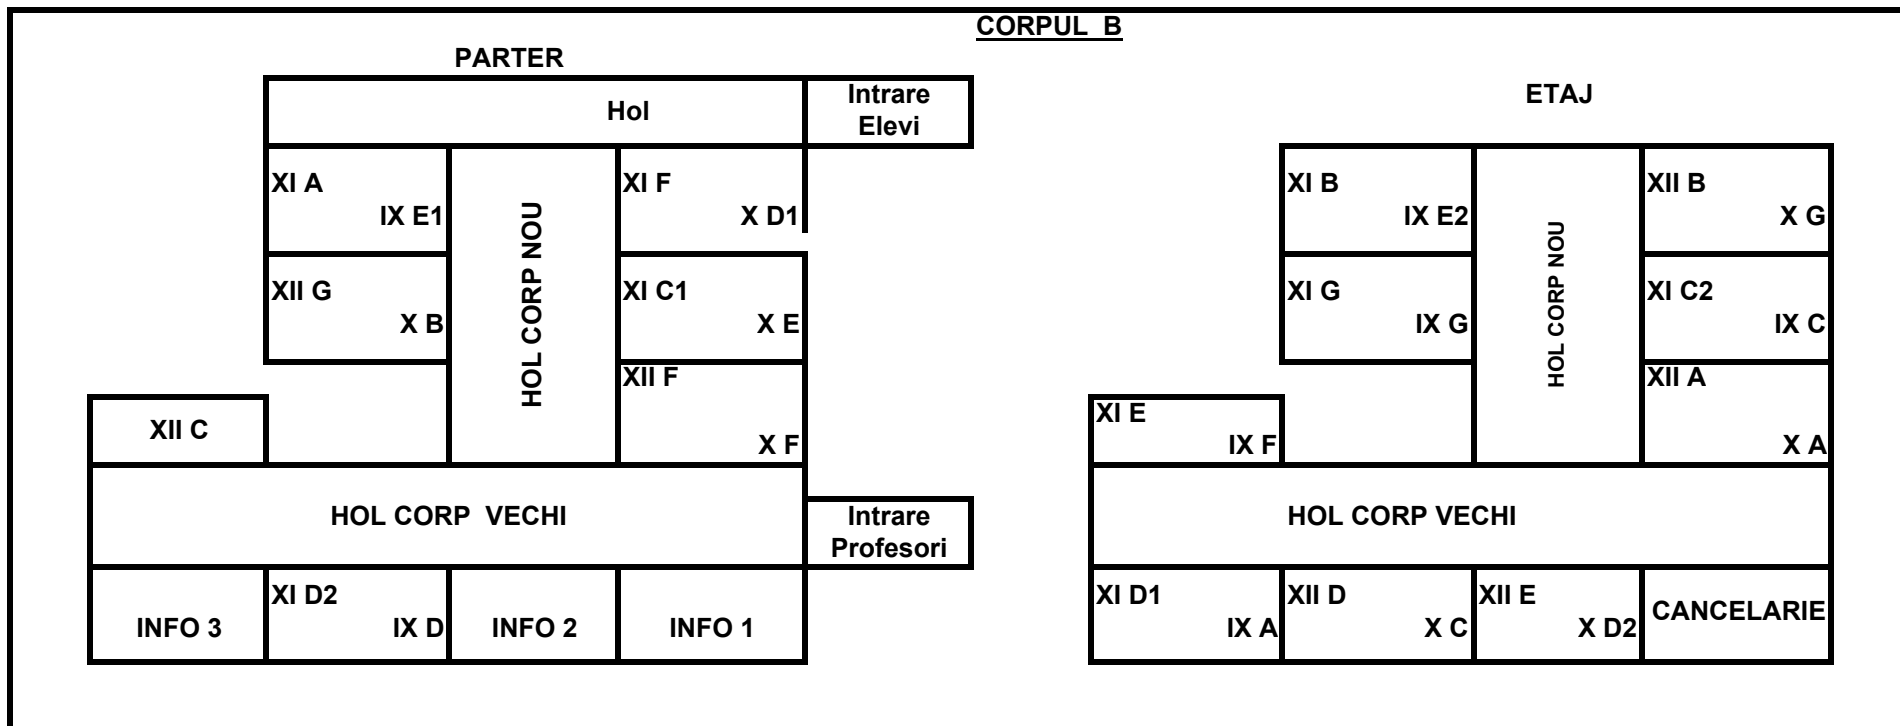 CORPUL B
PARTER
Hol
Intrare
Elevi
XI A
IX E1
HOL CORP NOU
XI F
X D1
XII G
X B
XI C1
X E
XII F
X F
XII C
HOL CORP VECHI
Intrare
Profesori
INFO 3
XI D2
IX D
INFO 2
INFO 1
ETAJ
XI B
IX E2
HOL CORP NOU
XII B
X G
XI G
IX G
XI C2
IX C
XII A
X A
XI E
IX F
HOL CORP VECHI
XI D1
IX A
XII D
X C
XII E
X D2
CANCELARIE